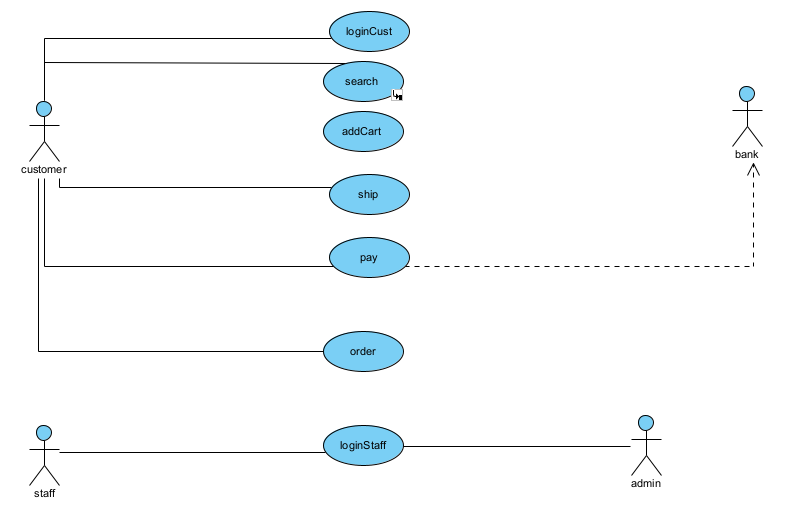 loginCust
search
addCart
bank
customer
ship
pay
order
loginStaff
admin
staff